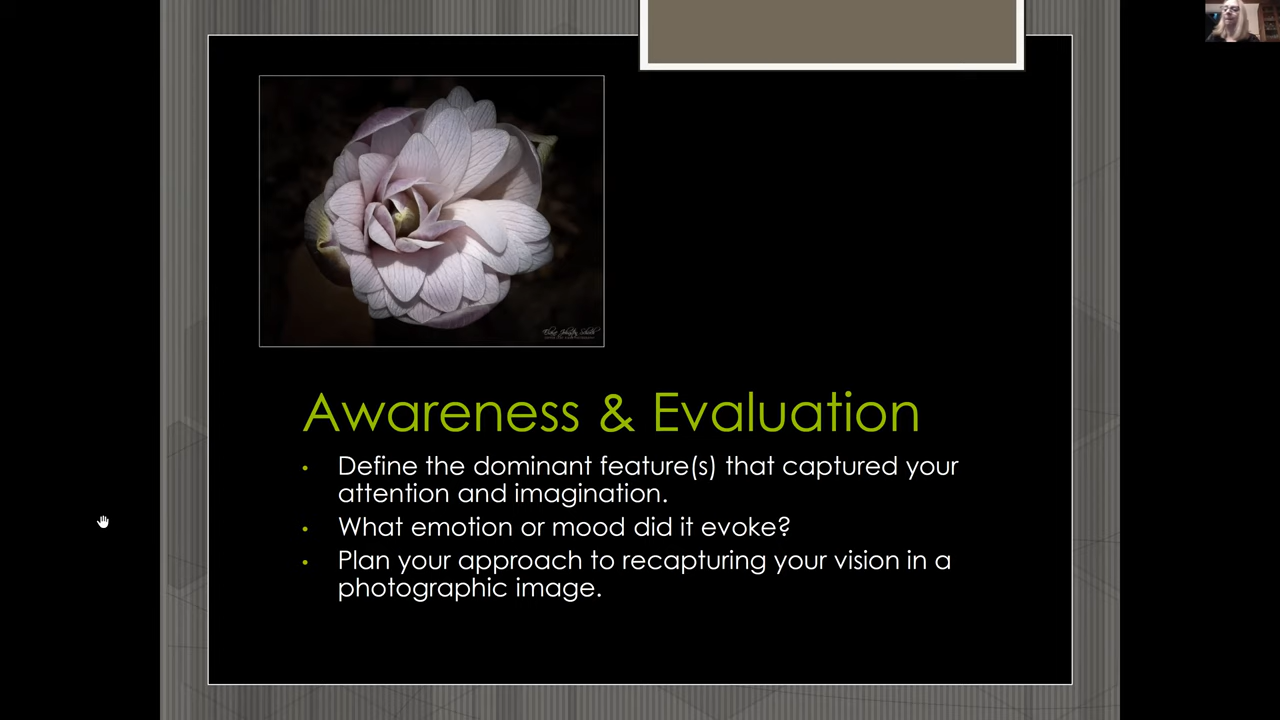 Awareness & Evaluation
• Define the dominant feature(s) that captured your
attention and imagination.
• What emotion or mood did it evoke?
• Plan your approach to recapturing your vision in a
photographic image.